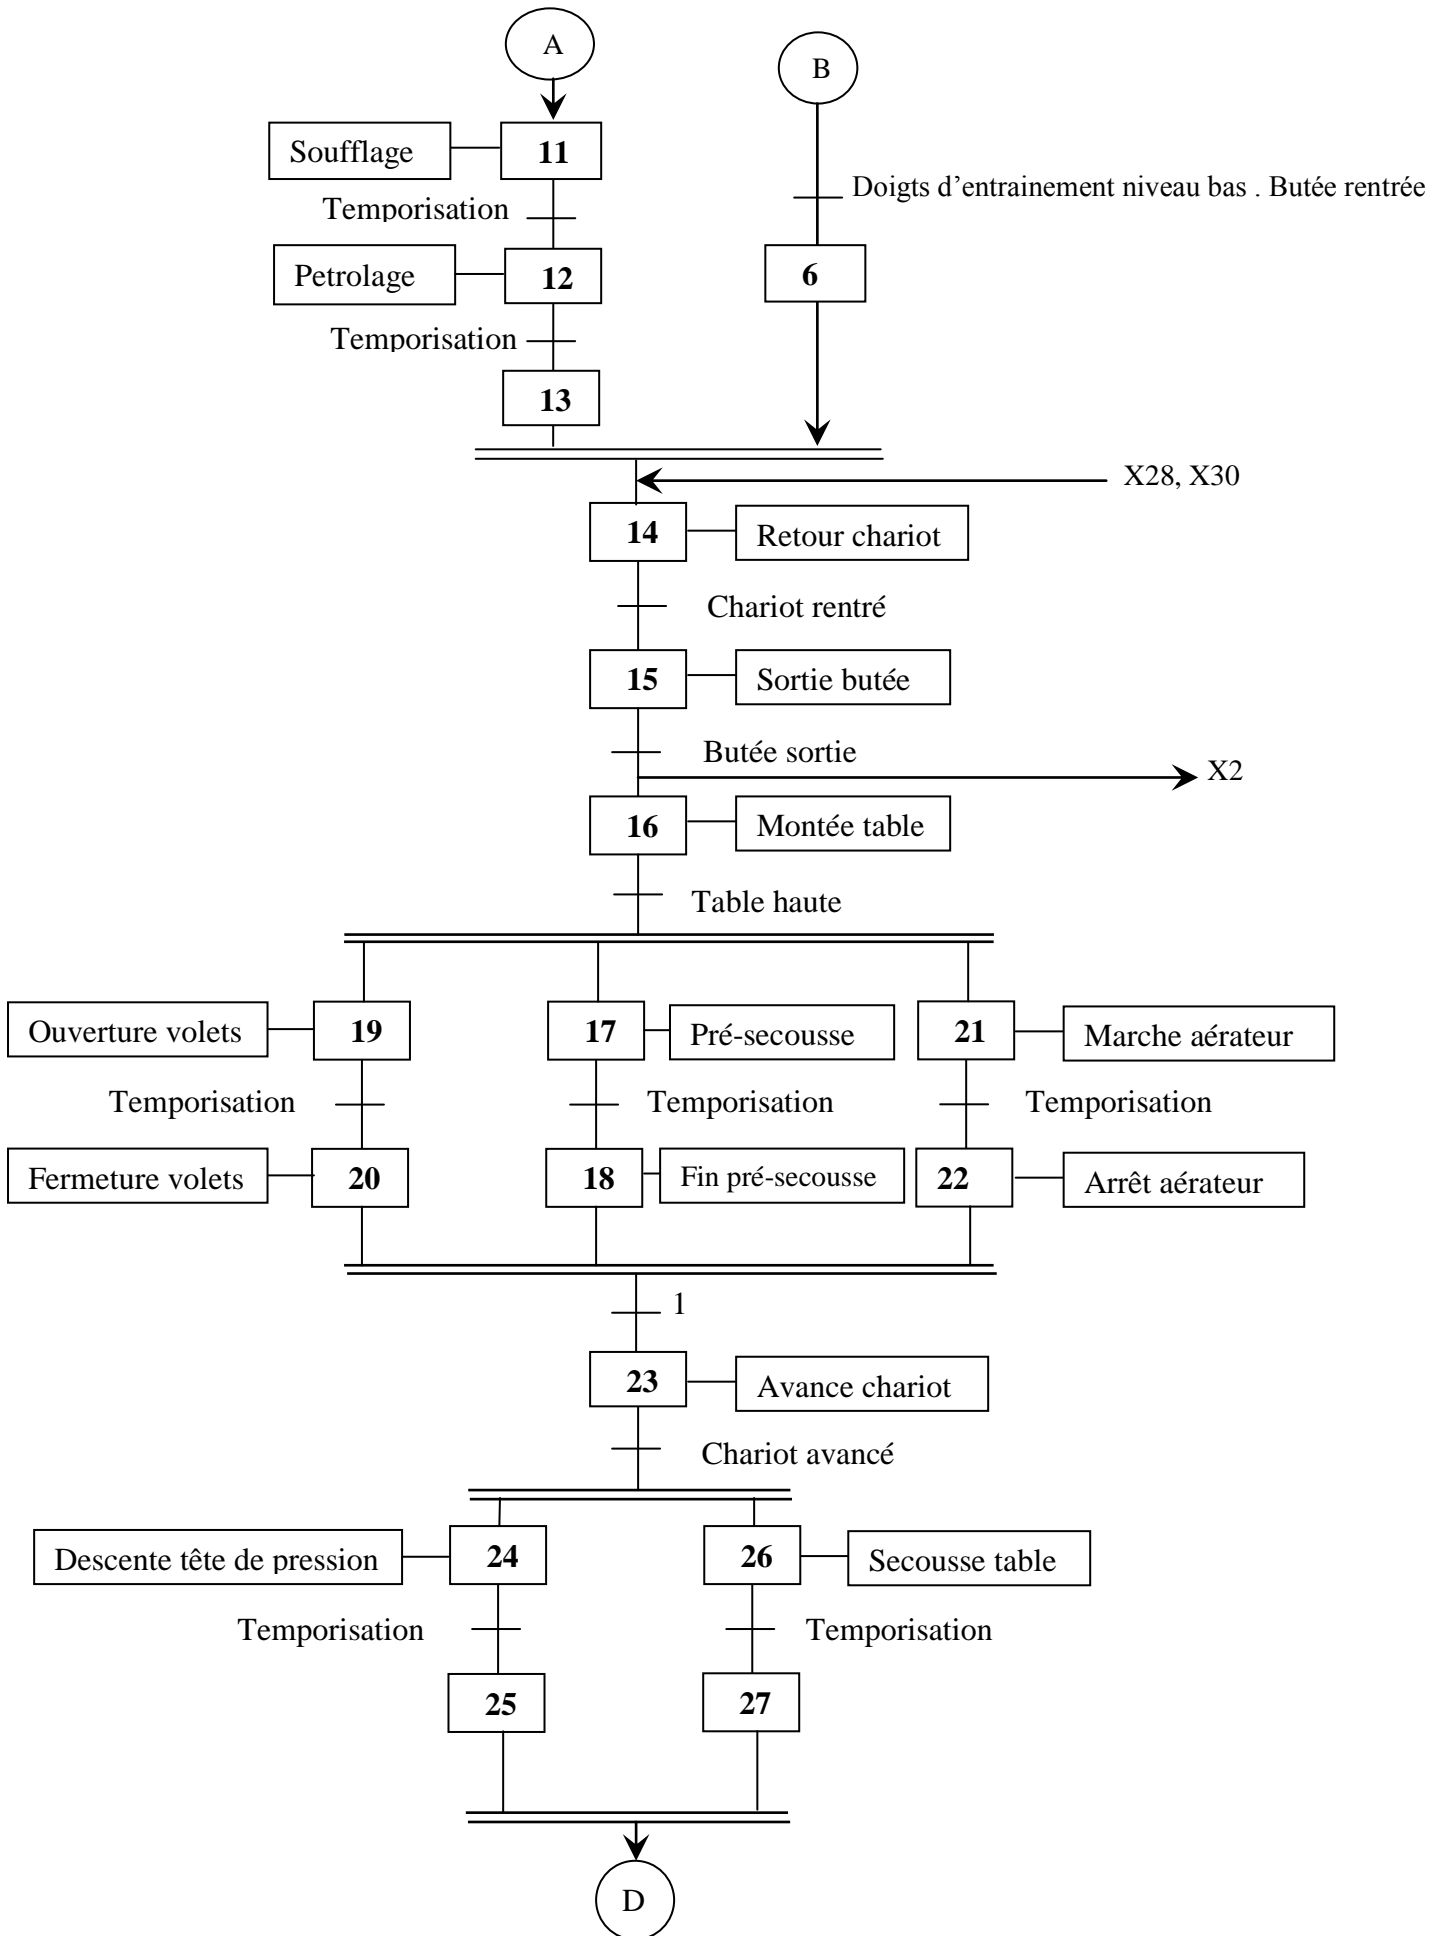 A
B
Soufflage
11
Temporisation
Doigts d’entrainement niveau bas . Butée rentrée
Petrolage
12
6
Temporisation
13
X28, X30
14
Retour chariot
Chariot rentré
15
Sortie butée
Butée sortie
X2
16
Montée table
Table haute
Ouverture volets
19
17
Pré-secousse
21
Marche aérateur
Temporisation
Temporisation
Temporisation
Fermeture volets
20
18
Fin pré-secousse
22
Arrêt aérateur
1
23
Avance chariot
Chariot avancé
Descente tête de pression
24
26
Secousse table
Temporisation
Temporisation
25
27
D